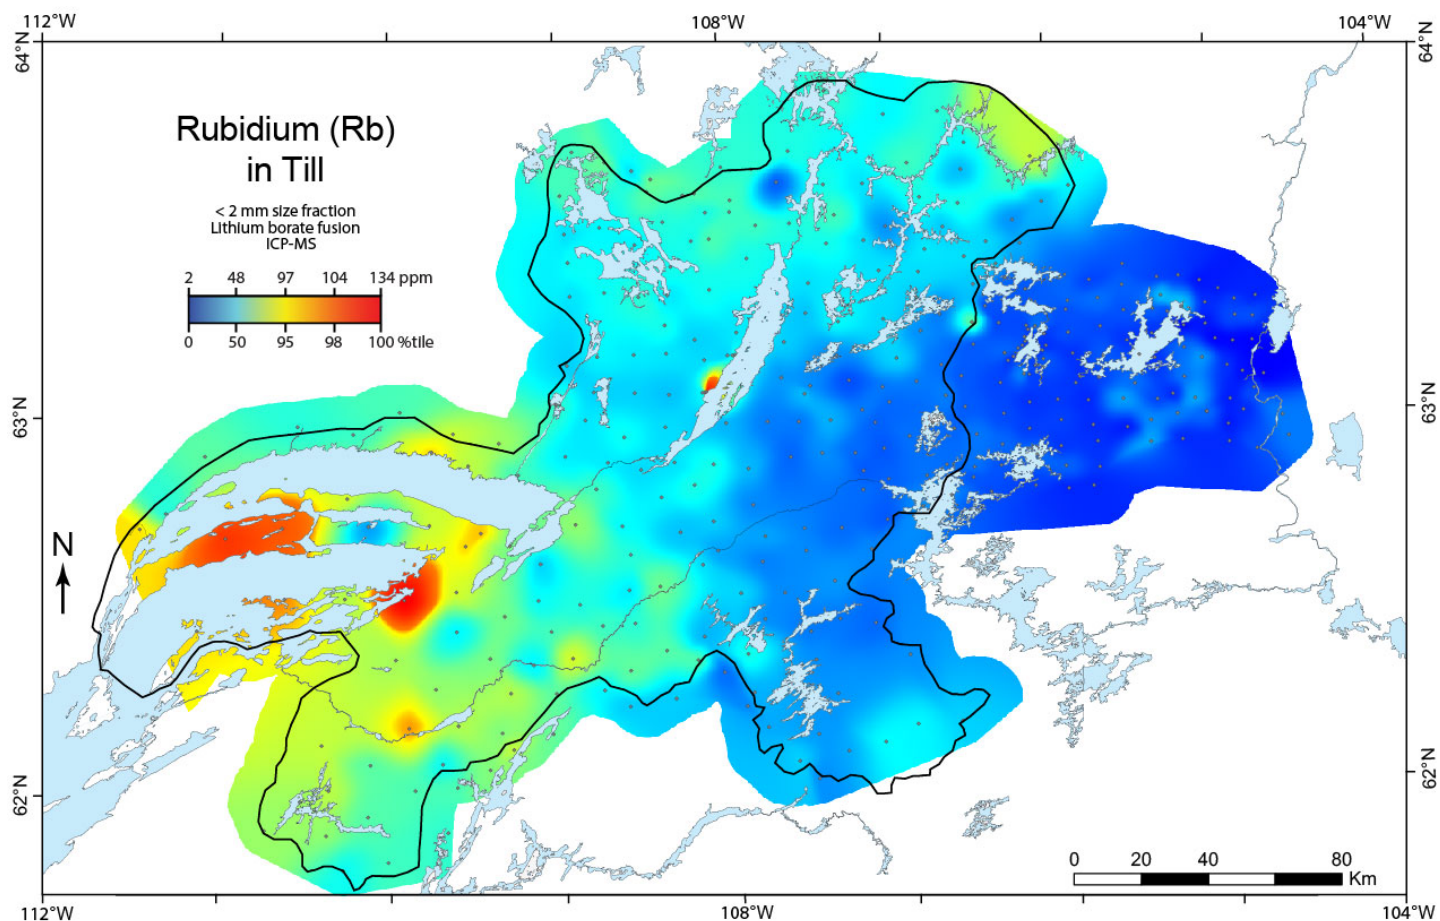 112°W 108°W 104°W
64°N 64°N
Rubidium (Rb)
in Till
< 2 mm size fraction
Lithium borate fusion
ICP-MS
2 48 97 104 134 ppm
0 50 95 98 100 %tile
63°N 63°N
N
62°N 62°N
0 20 40 80
Km
112°W 108°W 104°W